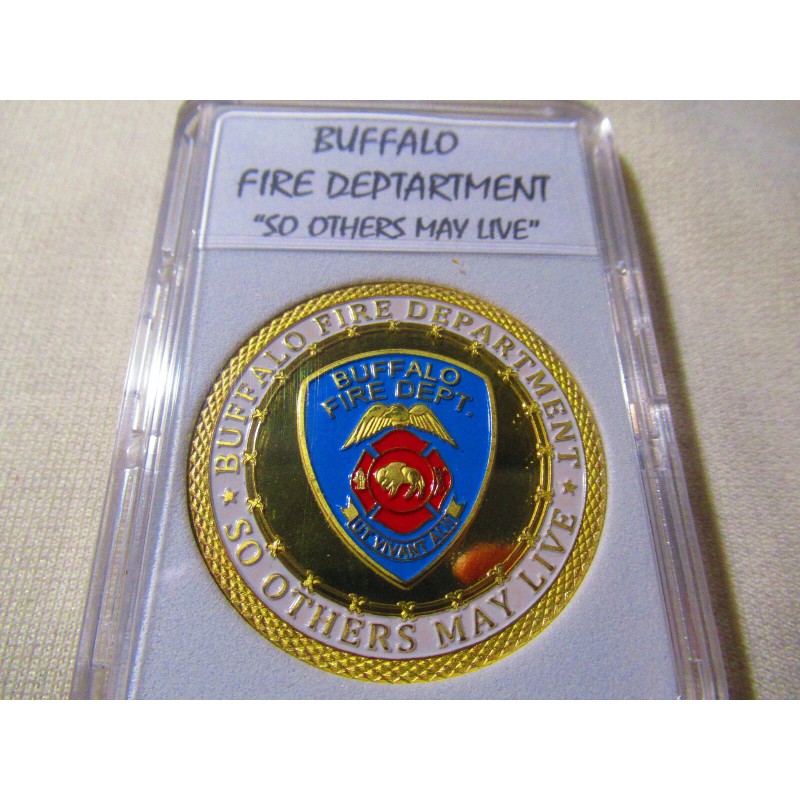 BUFFALO
FIRE DEPTARTMENT
"SO OTHERS MAY LIVE"
BUFFALO FIRE DEPARTMENT
BUFFALO
FIRE DEPT.
UT VIVANT ALII
★ SO OTHERS MAY LIVE ★